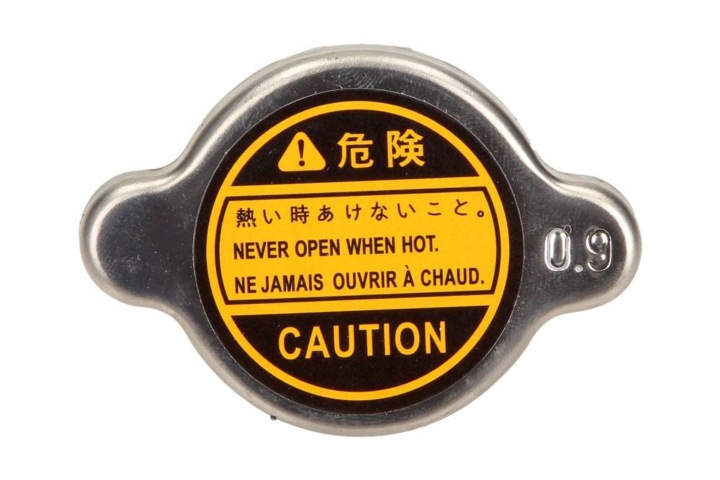 危険
熱い時あけないこと。
NEVER OPEN WHEN HOT.
NE JAMAIS OUVRIR À CHAUD.
0.9
CAUTION